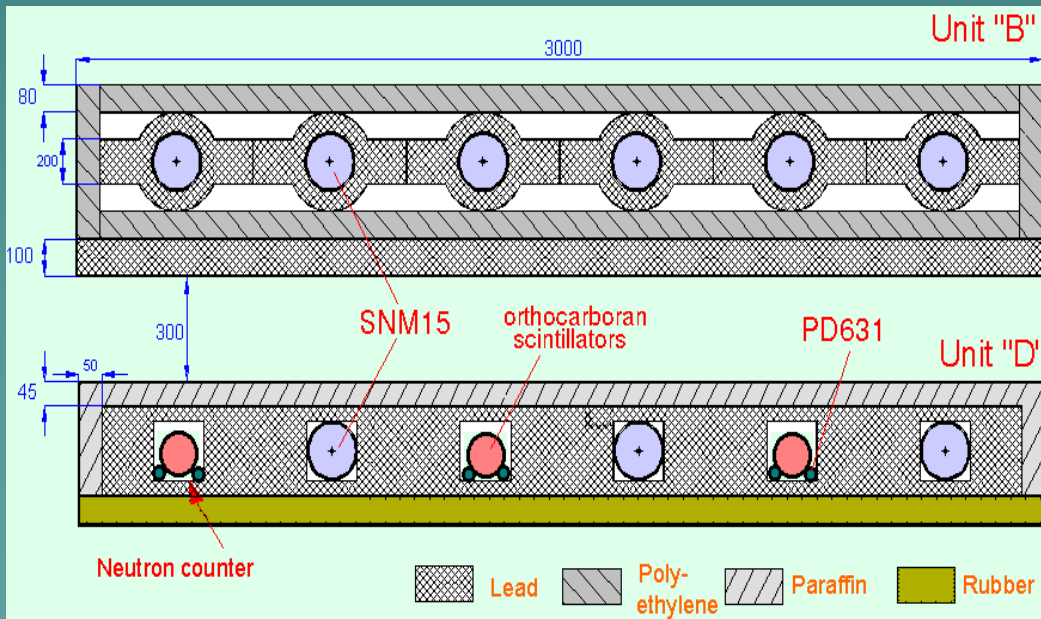 Unit "B"
3000
80
200
100
300
SNM15
orthocarboran
scintillators
PD631
Unit "D"
50
45
Neutron counter
Lead
Poly-
ethylene
Paraffin
Rubber